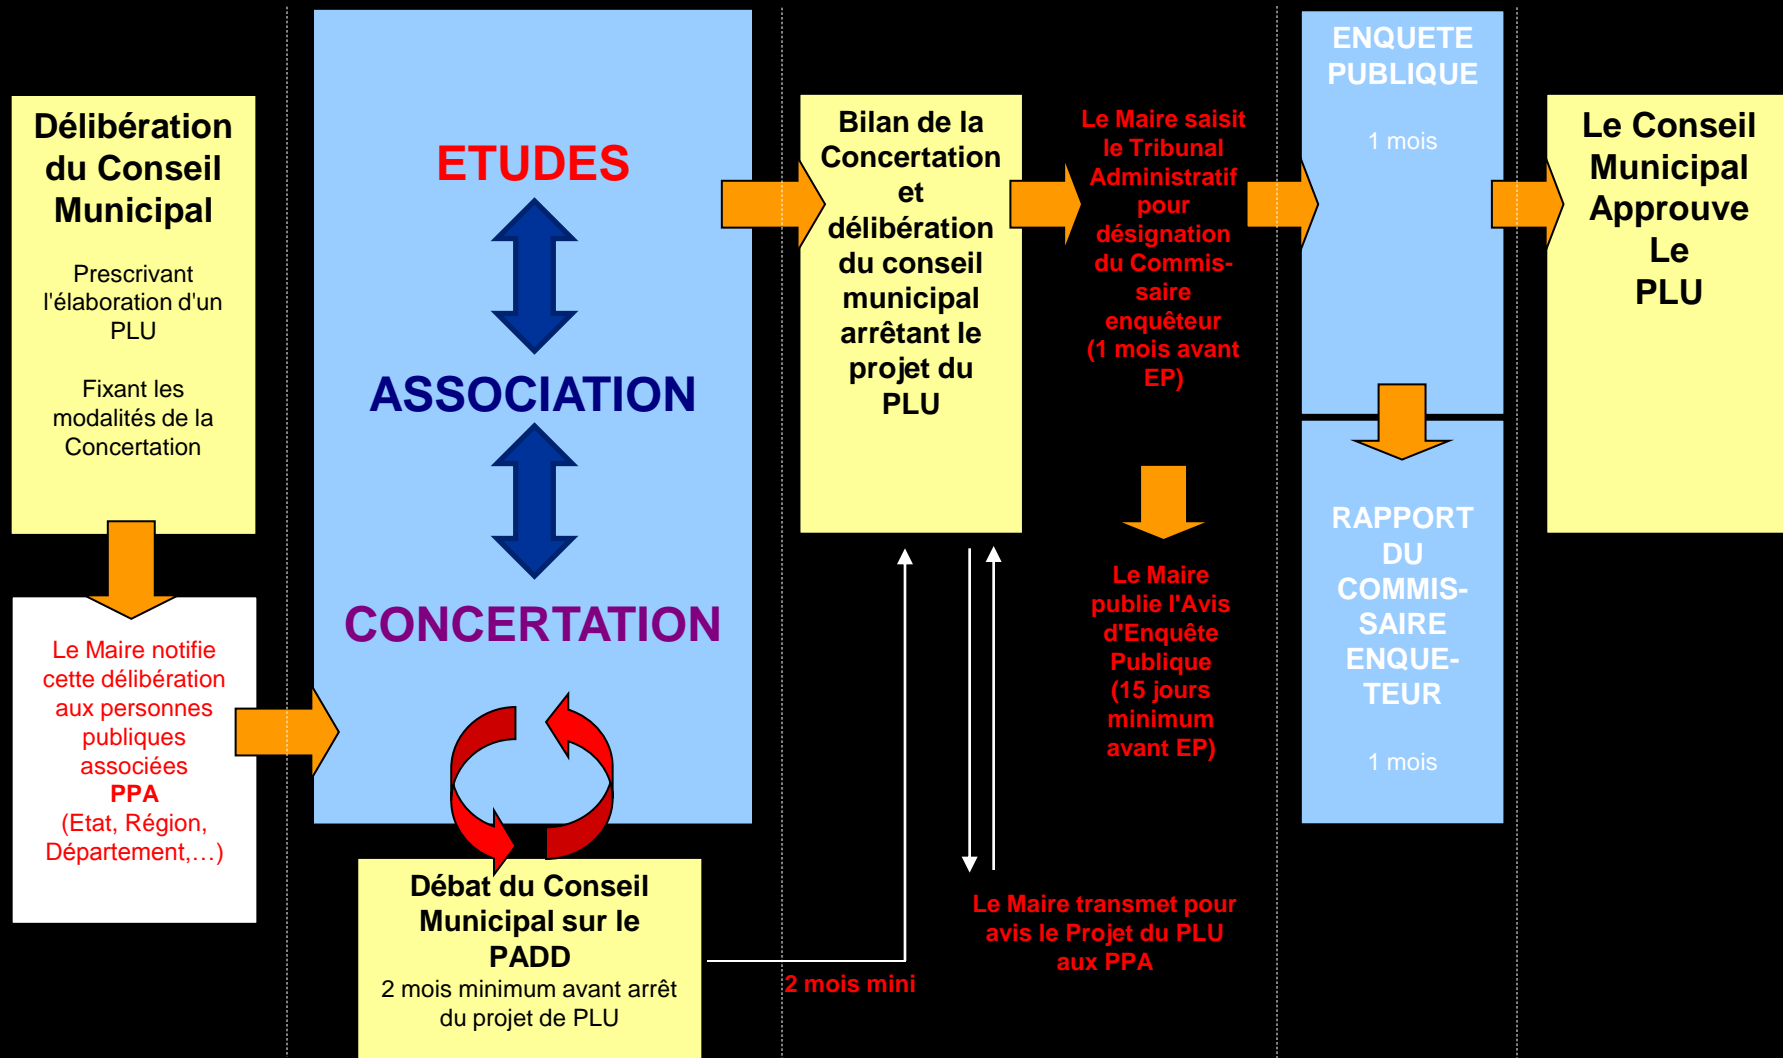 Délibération
du Conseil
Municipal
Prescrivant
l'élaboration d'un
PLU
Fixant les
modalités de la
Concertation
Le Maire notifie
cette délibération
aux personnes
publiques
associées
PPA
(Etat, Région,
Département,…)
ETUDES
ASSOCIATION
CONCERTATION
Débat du Conseil
Municipal sur le
PADD
2 mois minimum avant arrêt
du projet de PLU
2 mois mini
Bilan de la
Concertation
et
délibération
du conseil
municipal
arrêtant le
projet du
PLU
Le Maire transmet pour
avis le Projet du PLU
aux PPA
Le Maire saisit
le Tribunal
Administratif
pour
désignation
du Commis-
saire
enquêteur
(1 mois avant
EP)
Le Maire
publie l'Avis
d'Enquête
Publique
(15 jours
minimum
avant EP)
ENQUETE
PUBLIQUE
1 mois
RAPPORT
DU
COMMIS-
SAIRE
ENQUE-
TEUR
1 mois
Le Conseil
Municipal
Approuve
Le
PLU